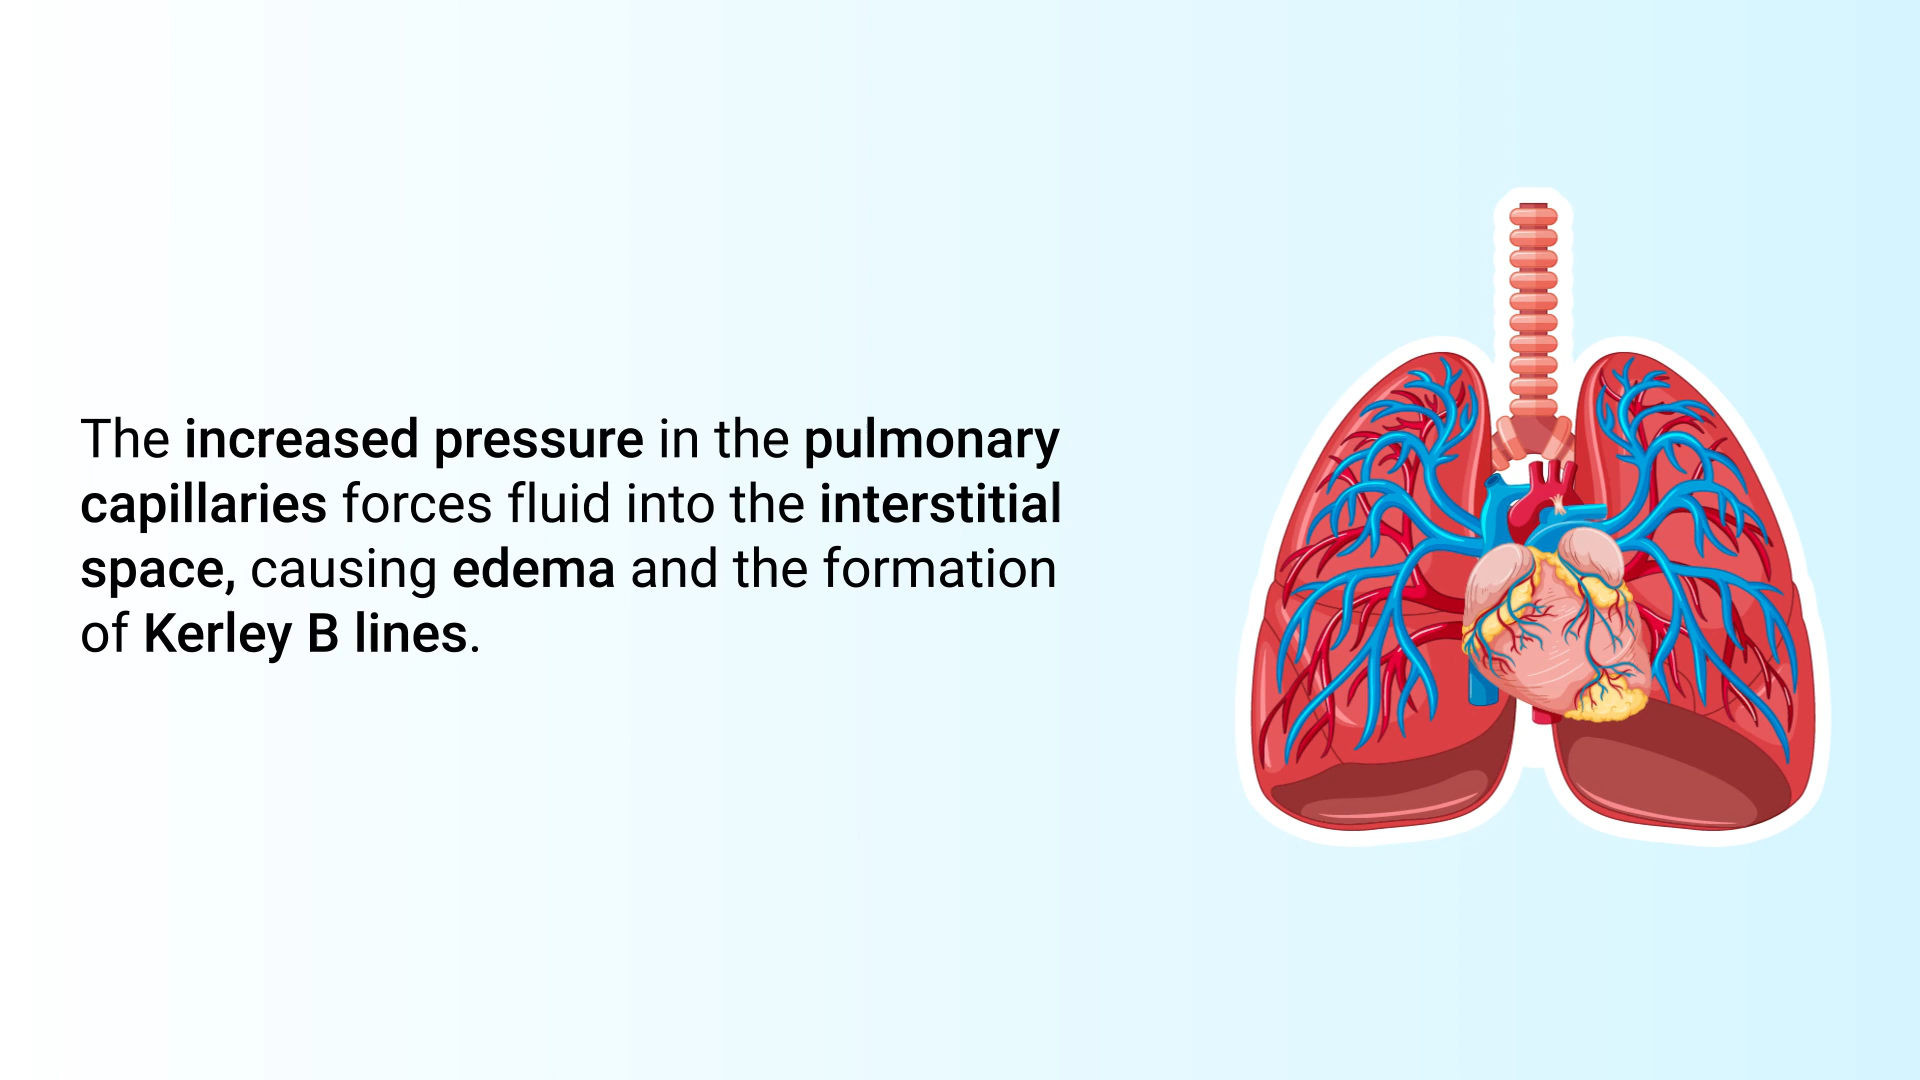 The increased pressure in the pulmonary
capillaries forces fluid into the interstitial
space, causing edema and the formation
of Kerley B lines.